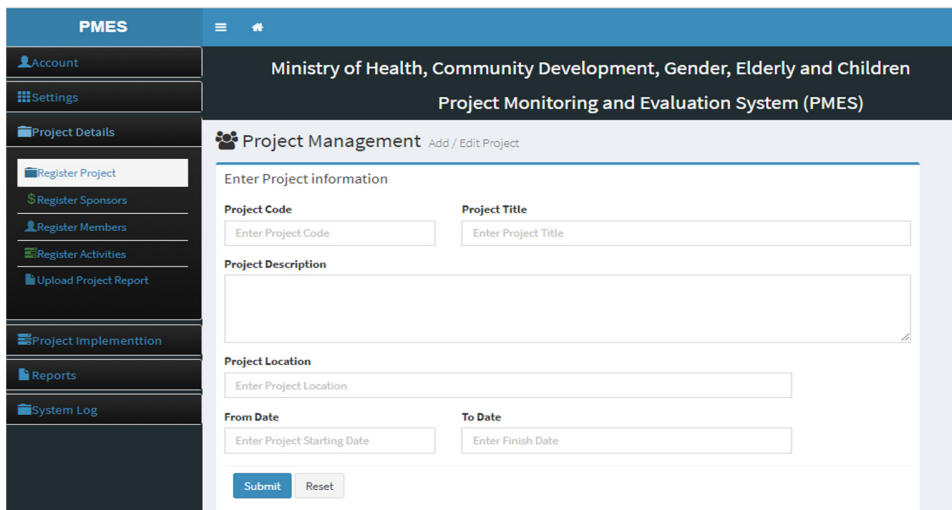 PMES
Account
Settings
Project Details
Register Project
Register Sponsors
Register Members
Register Activities
Upload Project Report
Project Implementtion
Reports
System Log
Ministry of Health, Community Development, Gender, Elderly and Children
Project Monitoring and Evaluation System (PMES)
Project Management Add / Edit Project
Enter Project information
Project Code Project Title
Enter Project Code Enter Project Title
Project Description
Project Location
Enter Project Location
From Date To Date
Enter Project Starting Date Enter Finish Date
Submit Reset